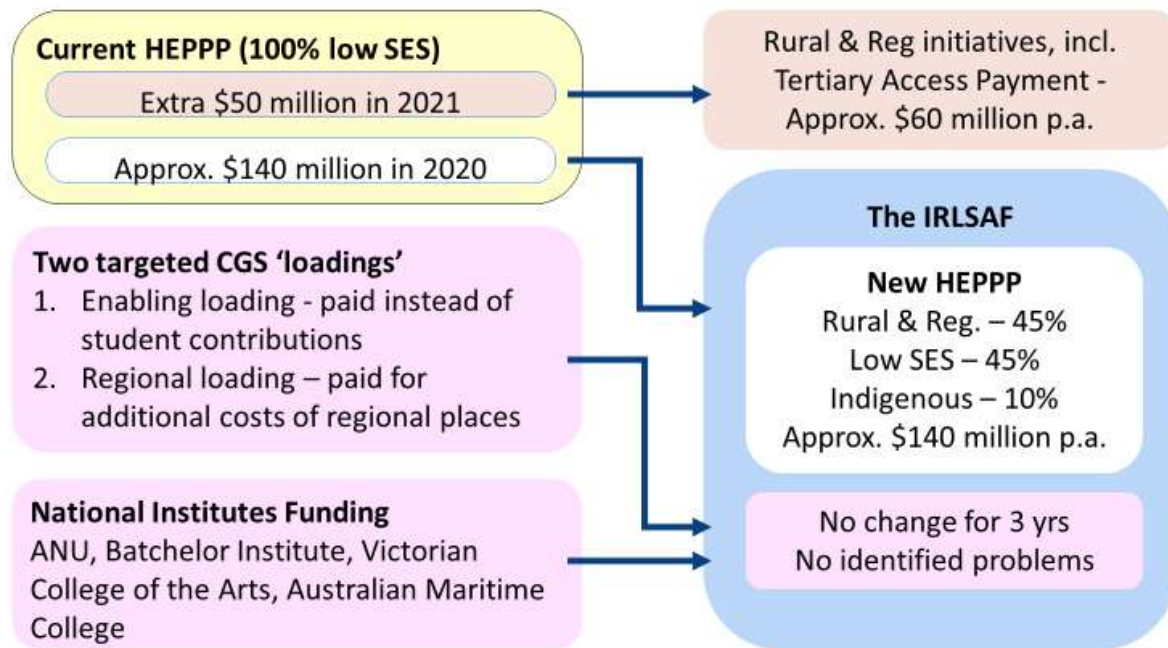 Current HEPPP (100% low SES)
Extra $50 million in 2021
Approx. $140 million in 2020
Two targeted CGS ‘loadings’
1. Enabling loading - paid instead of
student contributions
2. Regional loading – paid for
additional costs of regional places
National Institutes Funding
ANU, Batchelor Institute, Victorian
College of the Arts, Australian Maritime
College
Rural & Reg initiatives, incl.
Tertiary Access Payment -
Approx. $60 million p.a.
The IRLSAF
New HEPPP
Rural & Reg. – 45%
Low SES – 45%
Indigenous – 10%
Approx. $140 million p.a.
No change for 3 yrs
No identified problems